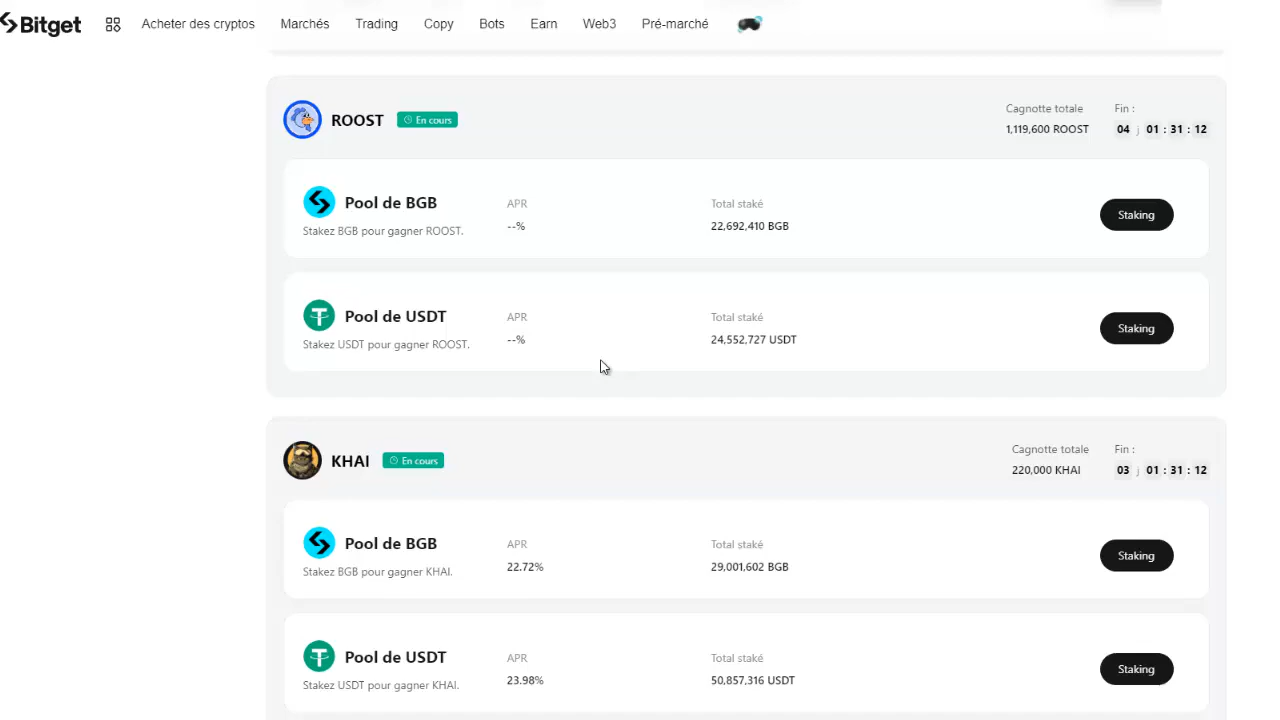 Bitget Acheter des cryptos Marchés Trading Copy Bots Earn Web3 Pré-marché
ROOST En cours
Cagnotte totale Fin :
1,119,600 ROOST 04 j 01 : 31 : 12
Pool de BGB APR Total staké
Stakez BGB pour gagner ROOST. --% 22,692,410 BGB
Staking
Pool de USDT APR Total staké
Stakez USDT pour gagner ROOST. --% 24,552,727 USDT
Staking
KHAI En cours
Cagnotte totale Fin :
220,000 KHAI 03 j 01 : 31 : 12
Pool de BGB APR Total staké
Stakez BGB pour gagner KHAI. 22.72% 29,001,602 BGB
Staking
Pool de USDT APR Total staké
Stakez USDT pour gagner KHAI. 23.98% 50,857,316 USDT
Staking